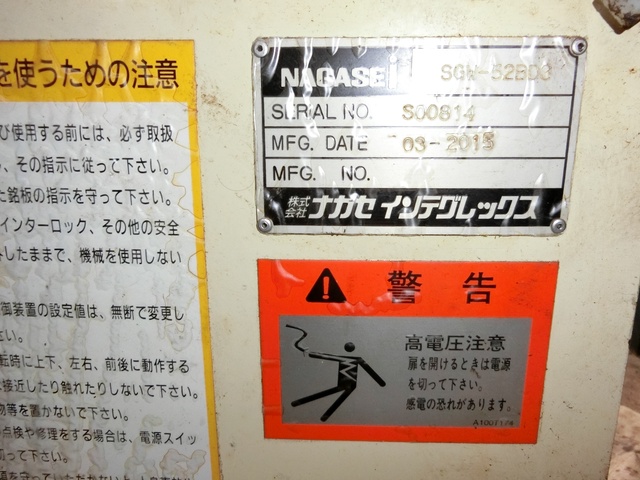 を使うための注意
び使用する前には、必ず取扱
、その指示に従って下さい。
た銘板の指示を守って下さい。
インターロック、その他の安全
したままで、機械を使用しない
御装置の設定値は、無断で変更し
さい。
転時に上下、左右、前後に動作する
接近したり触れたりしないで下さい。
物等を置かないで下さい。
点検や修理をする場合は、電源スイッ
って下さい。
NAGASE SGW-52BD3
SERIAL NO. S00814
MFG. DATE 03-2013
MFG. NO.
株式会社 ナガセ インテグレックス
警告
高電圧注意
扉を開けるときは電源
を切って下さい。
感電の恐れがあります。